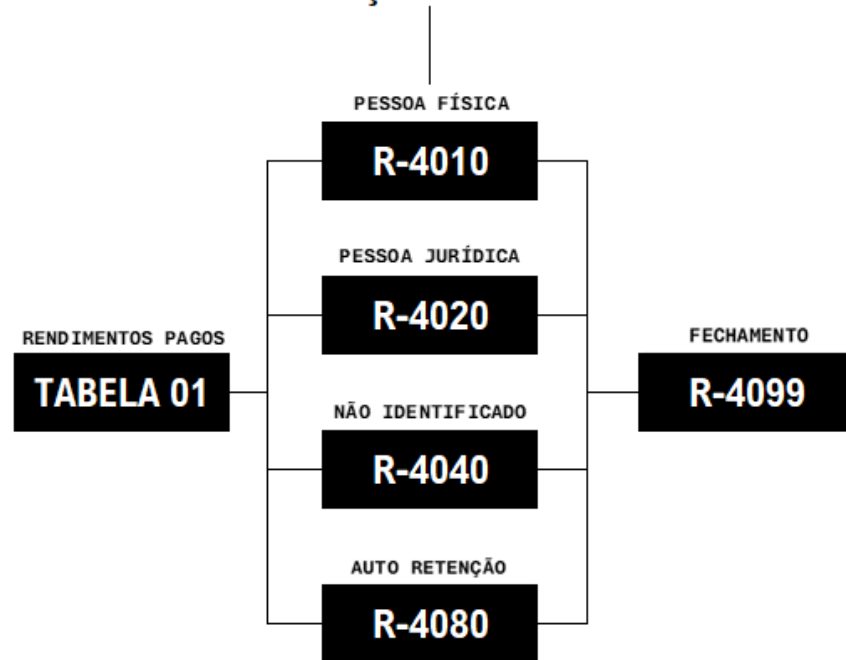 PESSOA FÍSICA
R-4010
PESSOA JURÍDICA
R-4020
RENDIMENTOS PAGOS
TABELA 01
NÃO IDENTIFICADO
R-4040
AUTO RETENÇÃO
R-4080
FECHAMENTO
R-4099